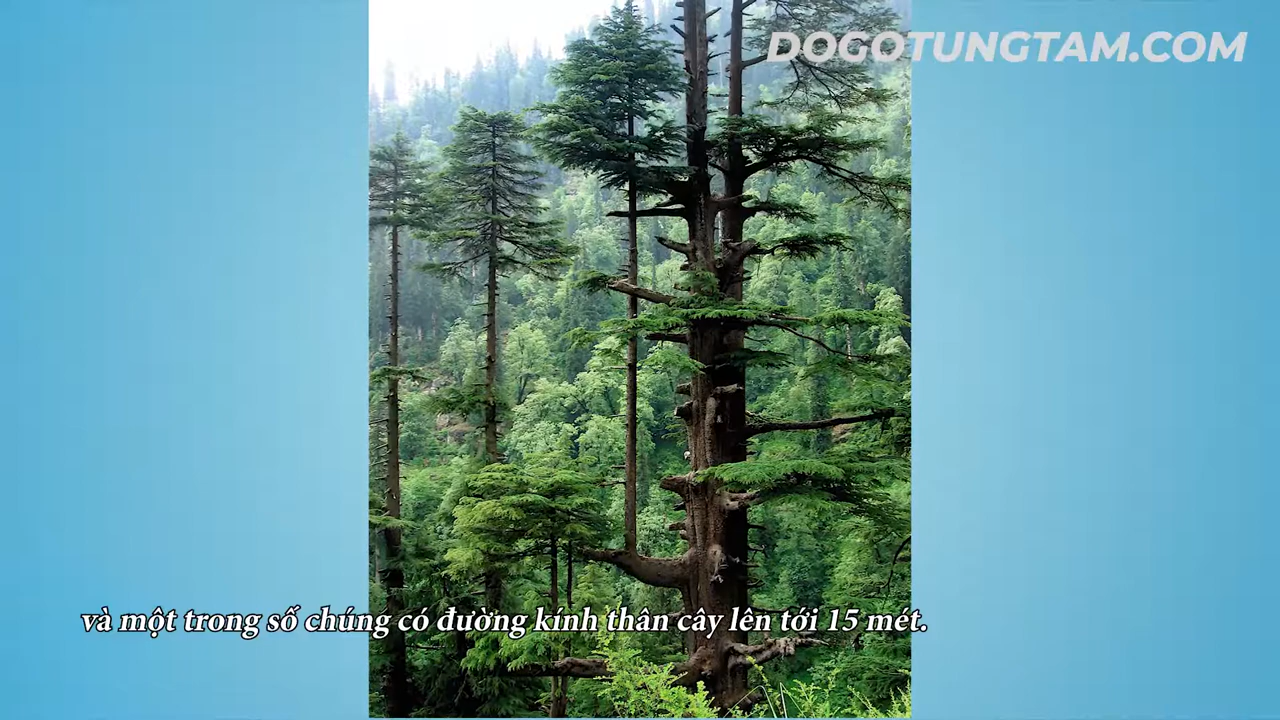 DOGOTUNGTAM.COM
và một trong số chúng có đường kính thân cây lên tới 15 mét.